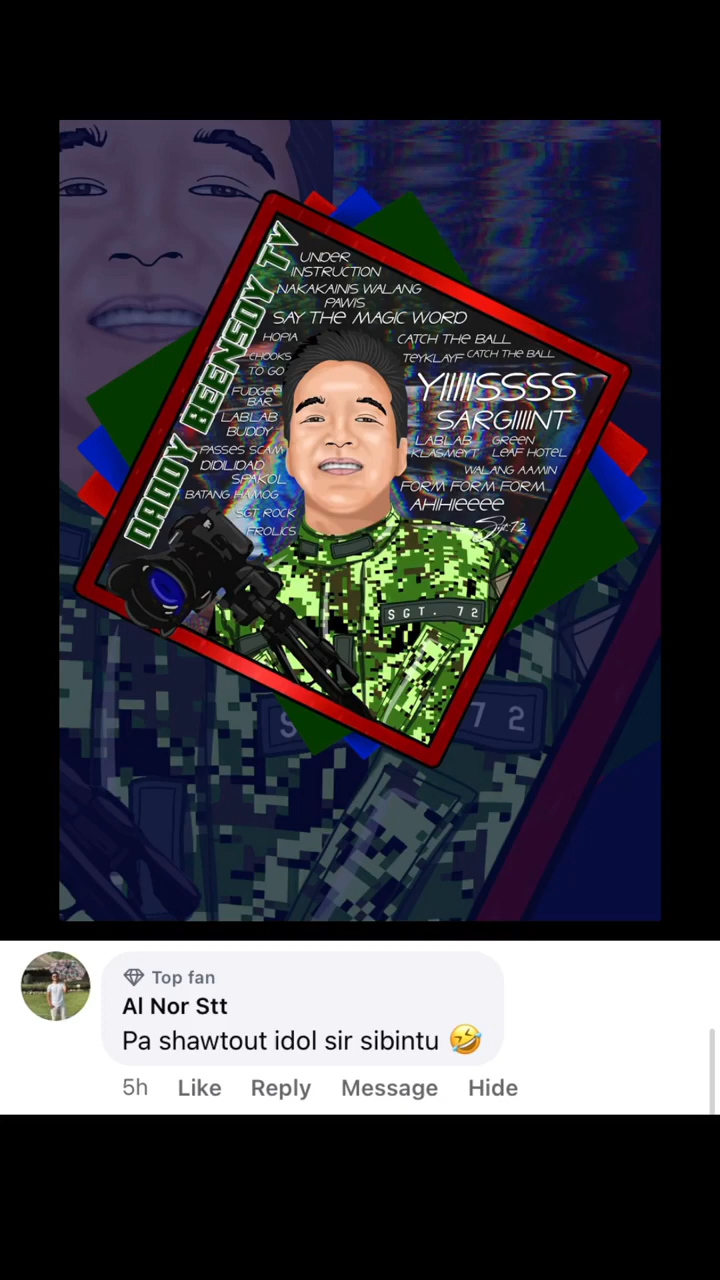 DADDY BEENSOY TV
UNDER
INSTRUCTION
NAKAKAINIS WALANG
PAWIS
SAY THE MAGIC WORD
HOPIA
CHOOKS
TO GO
FUDGEE
BAR
LABLAB
BUDDY
PASSES SCAM
DIDILIDAD
SPAKOL
BATANG HAMOG
SGT ROCK
FROLICS
CATCH THE BALL
TEYKLAYF CATCH THE BALL
YIIIIISSSS
SARGIIIINT
LABLAB GREEN
KLASMEYT LEAF HOTEL
WALANG AAMIN
FORM FORM FORM
AHIHIEEEE
Sgt.72
SGT. 72
S 72
Top fan
Al Nor Stt
Pa shawtout idol sir sibintu 🤣
5h Like Reply Message Hide